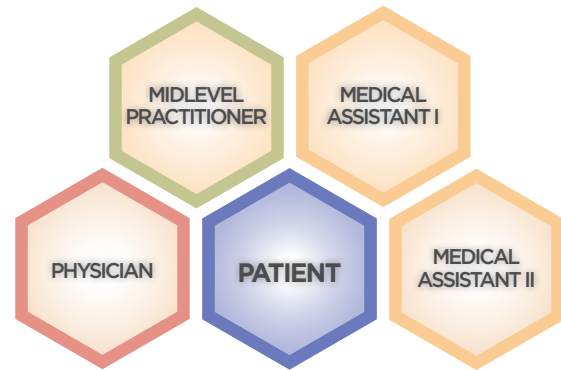 MIDLEVEL
PRACTITIONER
MEDICAL
ASSISTANT I
PHYSICIAN
PATIENT
MEDICAL
ASSISTANT II